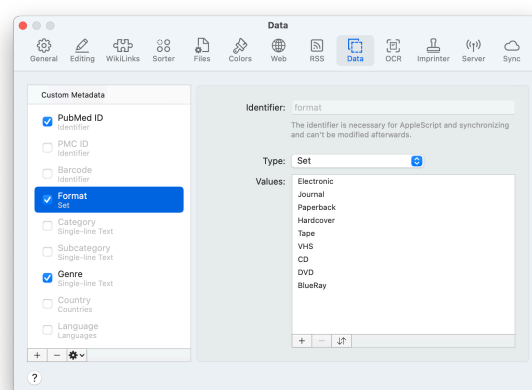 Data
General Editing WikiLinks Sorter Files Colors Web RSS Data OCR Imprinter Server Sync
Custom Metadata
PubMed ID
Identifier
PMC ID
Identifier
Barcode
Identifier
Format
Set
Category
Single-line Text
Subcategory
Single-line Text
Genre
Single-line Text
Country
Countries
Language
Languages
+ −
?
Identifier: format
The identifier is necessary for AppleScript and synchronizing
and can't be modified afterwards.
Type: Set
Values:
Electronic
Journal
Paperback
Hardcover
Tape
VHS
CD
DVD
BlueRay
+ −